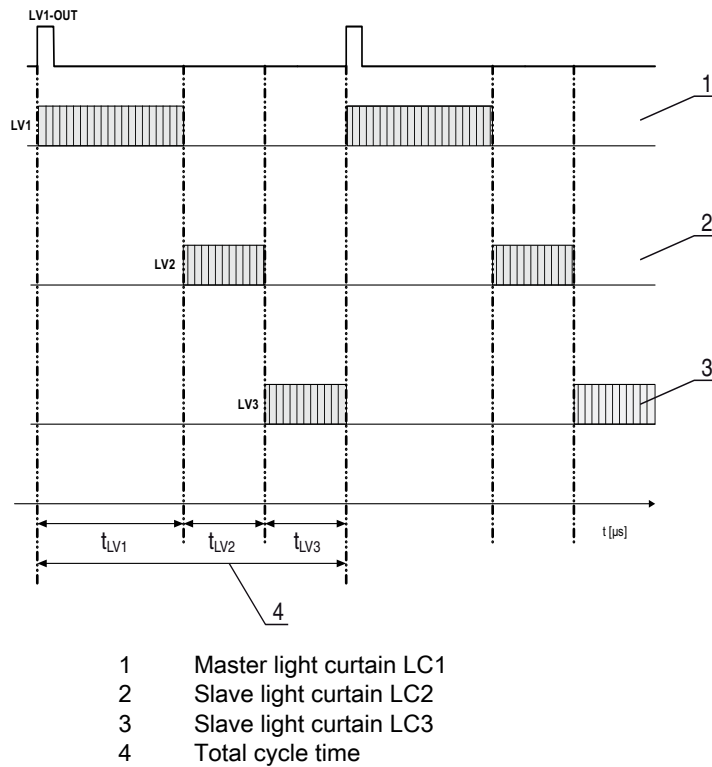 LV1-OUT
1
LV1
2
LV2
3
LV3
tLV1 tLV2 tLV3 t [µs]
4
1 Master light curtain LC1
2 Slave light curtain LC2
3 Slave light curtain LC3
4 Total cycle time